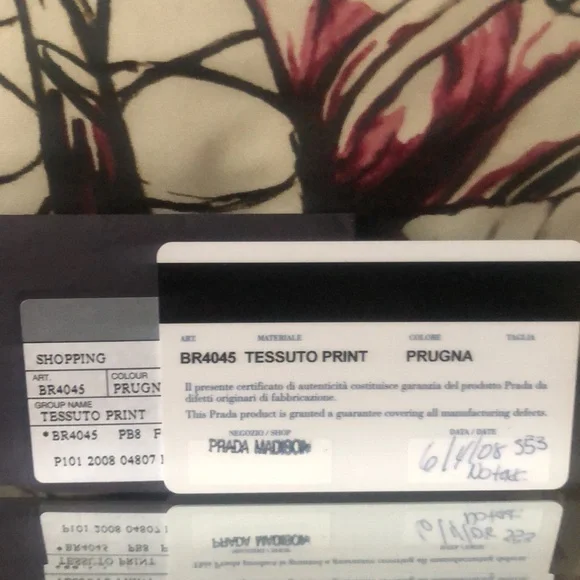 SHOPPING
ART.
BR4045
COLOUR
PRUGN
GROUP NAME
TESSUTO PRINT
*BR4045 PB8 F
P101 2008 04807
ART.
MATERIALE
COLORE
TAGLIA
BR4045 TESSUTO PRINT PRUGNA
Il presente certificato di autenticità costituisce garanzia del prodotto Prada da
difetti originari di fabbricazione.
This Prada product is granted a guarantee covering all manufacturing defects.
NEGOZIO / SHOP
PRADA MADISON
DATA / DATE
6/4/08 353